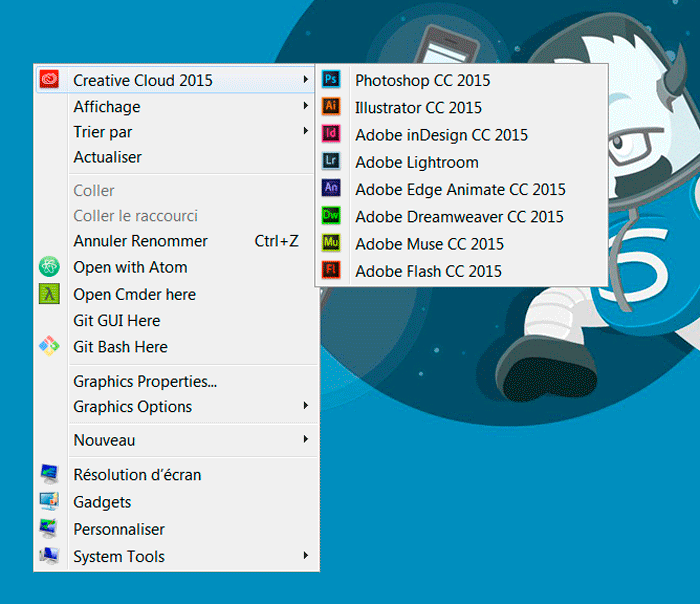 Creative Cloud 2015
Affichage
Trier par
Actualiser
Coller
Coller le raccourci
Annuler Renommer Ctrl+Z
Open with Atom
Open Cmder here
Git GUI Here
Git Bash Here
Graphics Properties...
Graphics Options
Nouveau
Résolution d'écran
Gadgets
Personnaliser
System Tools
Ps Photoshop CC 2015
Ai Illustrator CC 2015
Id Adobe inDesign CC 2015
Lr Adobe Lightroom
An Adobe Edge Animate CC 2015
Dw Adobe Dreamweaver CC 2015
Mu Adobe Muse CC 2015
Fl Adobe Flash CC 2015
6